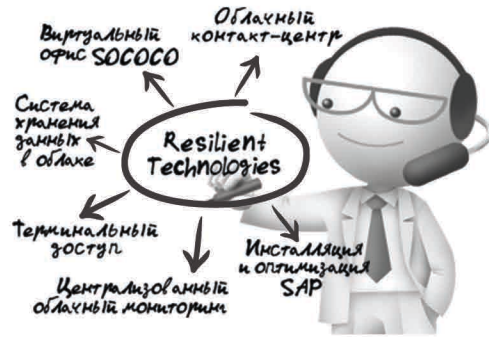 Виртуальный
офис SOCOCO
Облачный
контакт-центр
Система
хранения
данных
в облаке
Resilient
Technologies
Терминальный
доступ
Централизованный
облачный мониторинг
Инсталляция
и оптимизация
SAP